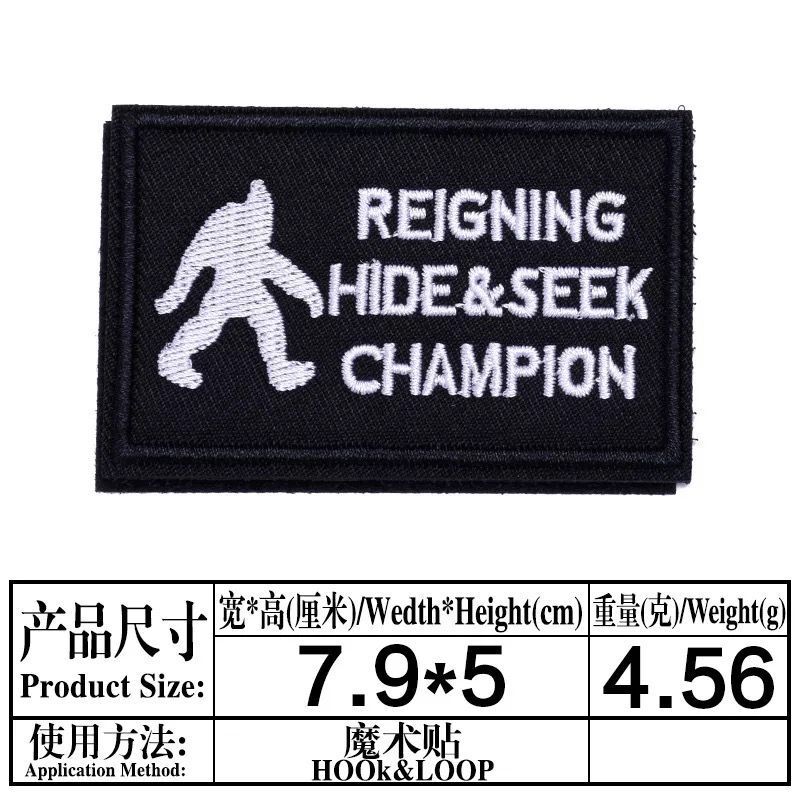 REIGNING
HIDE&SEEK
CHAMPION
产品尺寸
Product Size:
宽*高(厘米)/Wedth*Height(cm)
7.9*5
重量(克)/Weight(g)
4.56
使用方法:
Application Method:
魔术贴
HOOk&LOOP